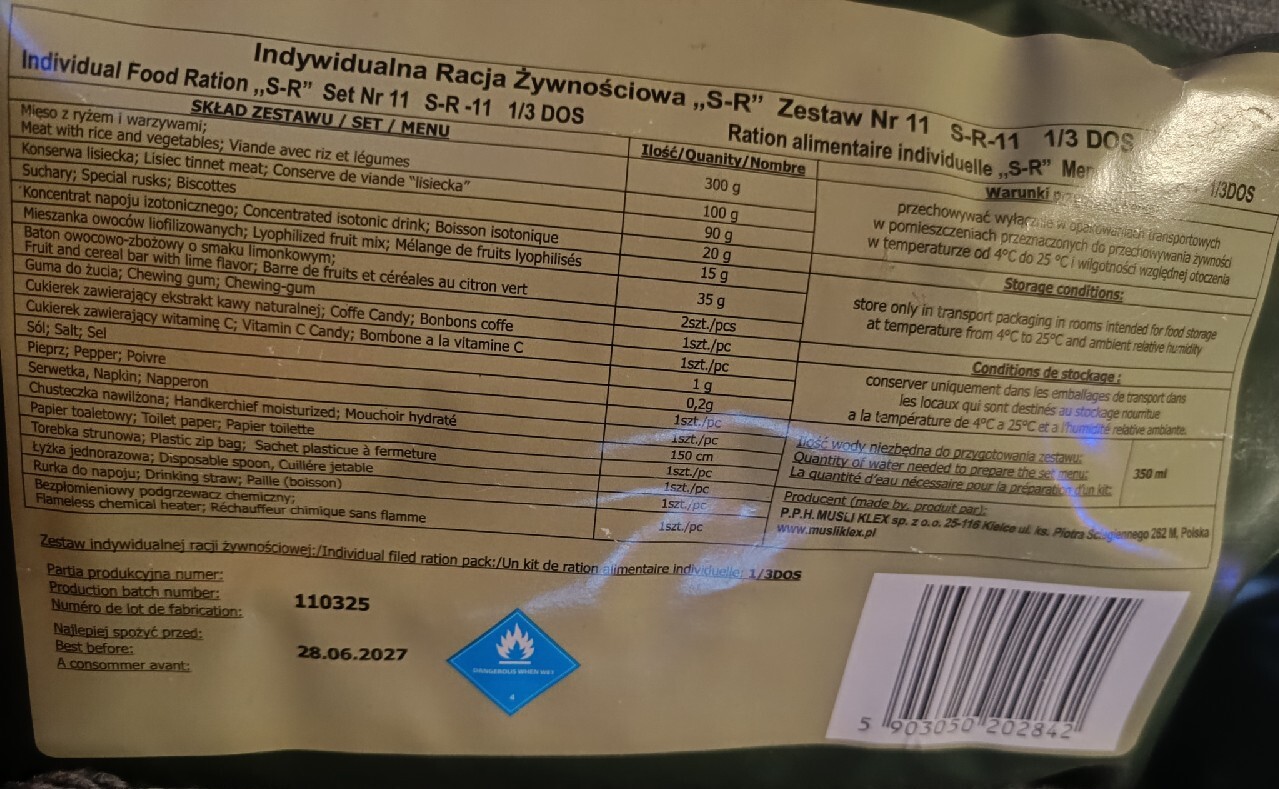 Indywidualna Racja Żywnościowa „S-R” Zestaw Nr 11 S-R-11 1/3 DOS
Individual Food Ration „S-R” Set Nr 11 S-R -11 1/3 DOS
Ration alimentaire individuelle „S-R” 1/3DOS
SKŁAD ZESTAWU / SET / MENU
Ilość/Quanity/Nombre
Mięso z ryżem i warzywami;
Meat with rice and vegetables; Viande avec riz et légumes
300 g
Konserwa lisiecka; Lisiec tinnet meat; Conserve de viande "lisiecka"
100 g
Suchary; Special rusks; Biscottes
90 g
Koncentrat napoju izotonicznego; Concentrated isotonic drink; Boisson isotonique
20 g
Mieszanka owoców liofilizowanych; Lyophilized fruit mix; Mélange de fruits lyophilisés
15 g
Baton owocowo-zbożowy o smaku limonkowym;
Fruit and cereal bar with lime flavor; Barre de fruits et céréales au citron vert
35 g
Guma do żucia; Chewing gum; Chewing-gum
2szt./pcs
Cukierek zawierający ekstrakt kawy naturalnej; Coffe Candy; Bonbons coffe
1szt./pc
Cukierek zawierający witaminę C; Vitamin C Candy; Bombone a la vitamine C
1szt./pc
Sól; Salt; Sel
1 g
Pieprz; Pepper; Poivre
0,2g
Serwetka, Napkin; Napperon
1szt./pc
Chusteczka nawilżona; Handkerchief moisturized; Mouchoir hydraté
1szt./pc
Papier toaletowy; Toilet paper; Papier toilette
150 cm
Torebka strunowa; Plastic zip bag; Sachet plasticue à fermeture
1szt./pc
Łyżka jednorazowa; Disposable spoon, Cuillére jetable
1szt./pc
Rurka do napoju; Drinking straw; Paille (boisson)
1szt./pc
Bezpłomieniowy podgrzewacz chemiczny;
Flameless chemical heater; Réchauffeur chimique sans flamme
1szt./pc
Warunki
przechowywać wyłącznie w opakowaniach transportowych
w pomieszczeniach przeznaczonych do przechowywania żywności
w temperaturze od 4°C do 25 °C i wilgotności względnej otoczenia
Storage conditions:
store only in transport packaging in rooms intended for food storage
at temperature from 4°C to 25°C and ambient relative humidity
Conditions de stockage:
conserver uniquement dans les emballages de transport dans
les locaux qui sont destinés au stockage nourritue
a la température de 4°C a 25°C et a l'humidité relative ambiante.
Ilość wody niezbędna do przygotowania zestawu:
Quantity of water needed to prepare the set menu:
La quantité d'eau nécessaire pour la préparation d'un kit:
350 ml
Producent (made by, produit par):
P.P.H. MUSLI KLEX sp. z o.o. 25-116 Kielce ul. ks. Piotra Ściegiennego 262 M, Polska
www.musliklex.pl
Zestaw indywidualnej racji żywnościowej:/Individual filed ration pack:/Un kit de ration alimentaire individuelle: 1/3DOS
Partia produkcyjna numer:
Production batch number:
Numéro de lot de fabrication:
110325
Najlepiej spożyć przed:
Best before:
A consommer avant:
28.06.2027
DANGEROUS WHEN WET
4
5 903050 202842